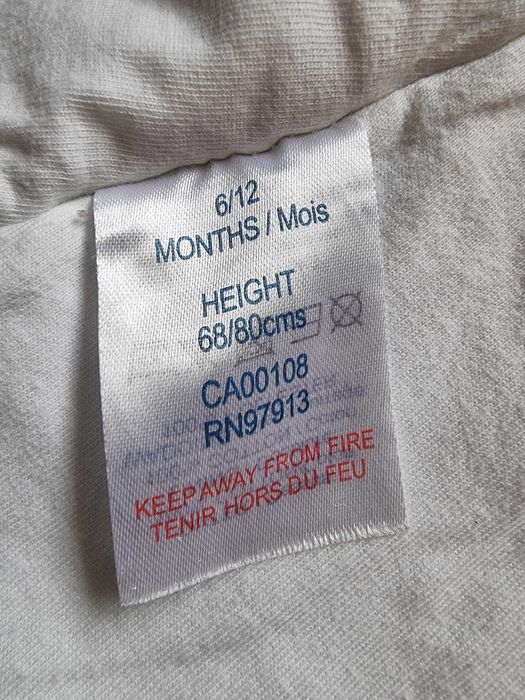 6/12
MONTHS / Mois
HEIGHT
68/80cms
CA00108
RN97913
KEEP AWAY FROM FIRE
TENIR HORS DU FEU